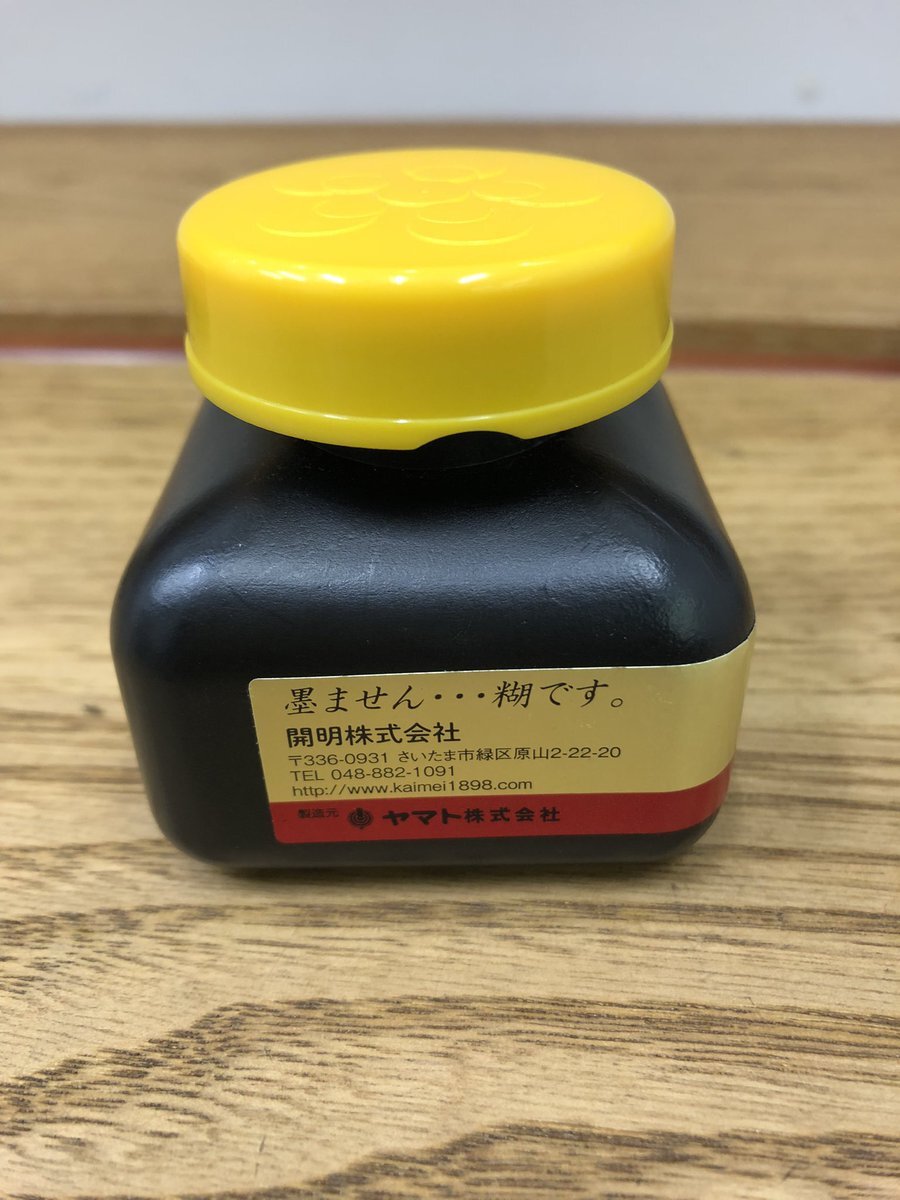 墨ません・・・糊です。
開明株式会社
〒336-0931 さいたま市緑区原山2-22-20
TEL 048-882-1091
http://www.kaimei1898.com
製造元 ヤマト株式会社